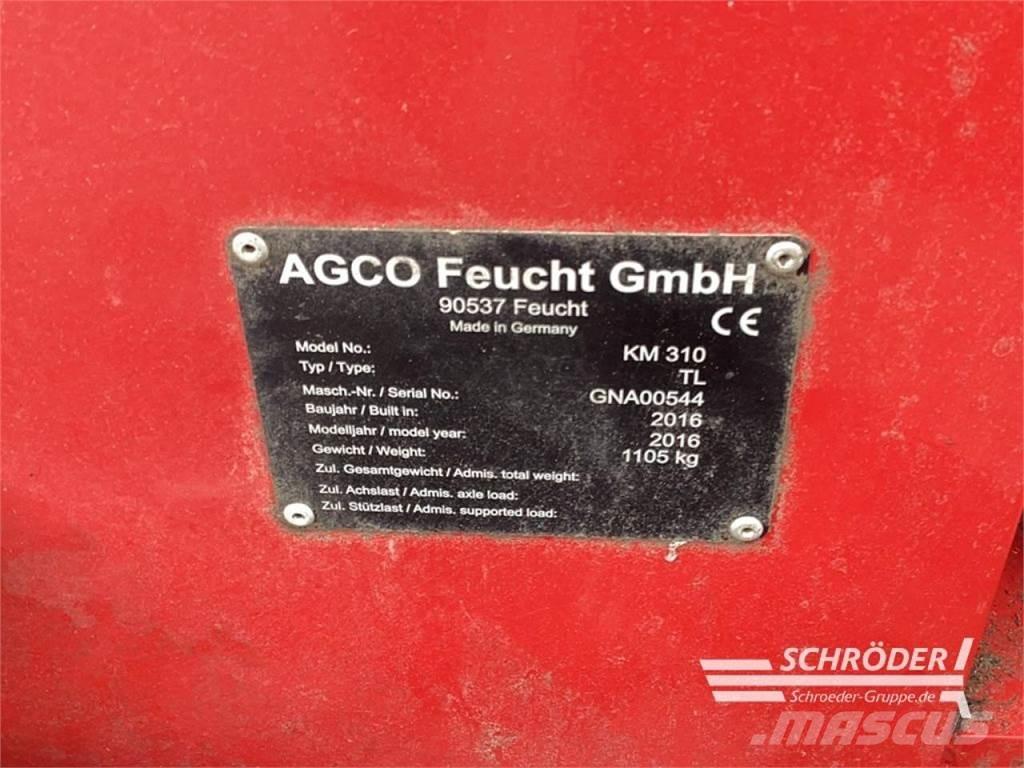 AGCO Feucht GmbH
90537 Feucht
Made in Germany
CE
Model No.: KM 310
Typ / Type: TL
Masch.-Nr. / Serial No.: GNA00544
Baujahr / Built in: 2016
Modelljahr / model year: 2016
Gewicht / Weight: 1105 kg
Zul. Gesamtgewicht / Admis. total weight:
Zul. Achslast / Admis. axle load:
Zul. Stützlast / Admis. supported load:
SCHRÖDER
Schroeder-Gruppe.de
mascus